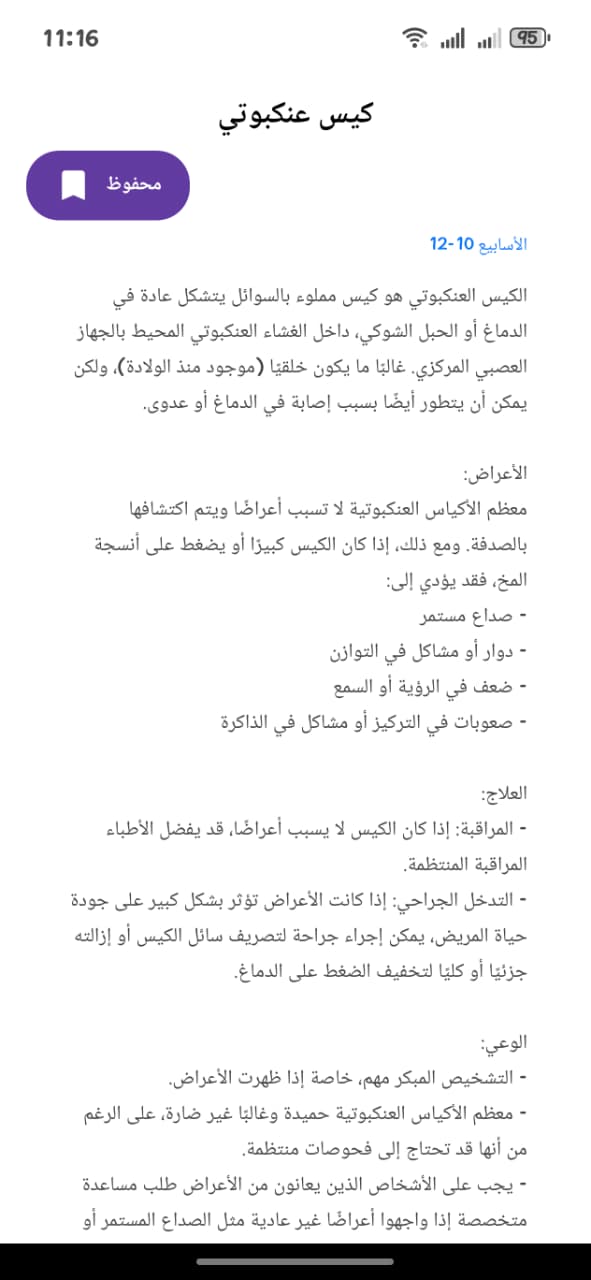 11:16
95
كيس عنكبوتي
محفوظ
الأسابيع 10-12
الكيس العنكبوتي هو كيس مملوء بالسوائل يتشكل عادة في
الدماغ أو الحبل الشوكي، داخل الغشاء العنكبوتي المحيط بالجهاز
العصبي المركزي. غالبًا ما يكون خلقيًا (موجود منذ الولادة)، ولكن
يمكن أن يتطور أيضًا بسبب إصابة في الدماغ أو عدوى.
الأعراض:
معظم الأكياس العنكبوتية لا تسبب أعراضًا ويتم اكتشافها
بالصدفة. ومع ذلك، إذا كان الكيس كبيرًا أو يضغط على أنسجة
المخ، فقد يؤدي إلى:
- صداع مستمر
- دوار أو مشاكل في التوازن
- ضعف في الرؤية أو السمع
- صعوبات في التركيز أو مشاكل في الذاكرة
العلاج:
- المراقبة: إذا كان الكيس لا يسبب أعراضًا، قد يفضل الأطباء
المراقبة المنتظمة.
- التدخل الجراحي: إذا كانت الأعراض تؤثر بشكل كبير على جودة
حياة المريض، يمكن إجراء جراحة لتصريف سائل الكيس أو إزالته
جزئيًا أو كليًا لتخفيف الضغط على الدماغ.
الوعي:
- التشخيص المبكر مهم، خاصة إذا ظهرت الأعراض.
- معظم الأكياس العنكبوتية حميدة وغالبًا غير ضارة، على الرغم
من أنها قد تحتاج إلى فحوصات منتظمة.
- يجب على الأشخاص الذين يعانون من الأعراض طلب مساعدة
متخصصة إذا واجهوا أعراضًا غير عادية مثل الصداع المستمر أو